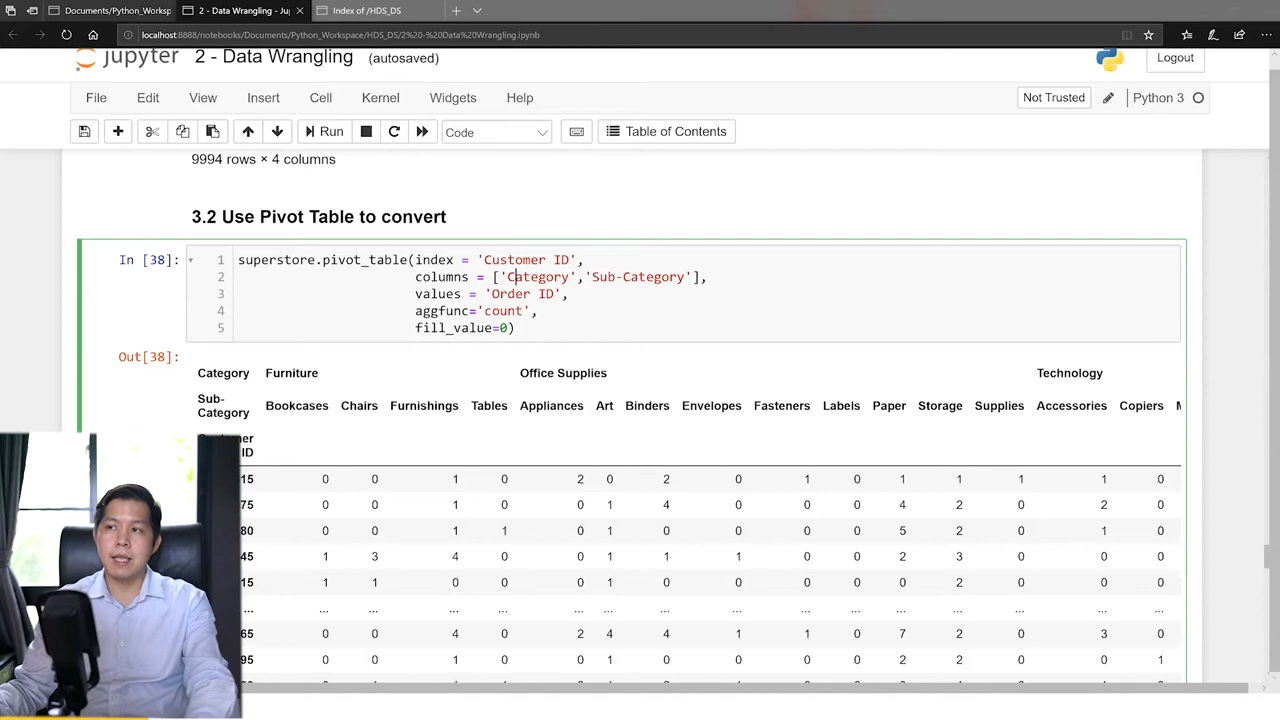 Documents/Python_Worksp
2 - Data Wrangling - Jup
Index of /HDS_DS
localhost:8888/notebooks/Documents/Python_Workspace/HDS_DS/2%20-%20Data%20Wrangling.ipynb
jupyter 2 - Data Wrangling (autosaved)
Logout
File Edit View Insert Cell Kernel Widgets Help
Not Trusted Python 3
Run Code Table of Contents
9994 rows × 4 columns
3.2 Use Pivot Table to convert
In [38]:
1 superstore.pivot_table(index = 'Customer ID',
2 columns = ['Category','Sub-Category'],
3 values = 'Order ID',
4 aggfunc='count',
5 fill_value=0)
Out[38]:
Category Furniture Office Supplies Technology
Sub-
Category Bookcases Chairs Furnishings Tables Appliances Art Binders Envelopes Fasteners Labels Paper Storage Supplies Accessories Copiers
ID
15 0 0 1 0 2 0 2 0 1 0 1 1 1 1 0
75 0 0 1 0 0 1 4 0 0 0 4 2 0 2 0
80 0 0 1 1 0 1 0 0 0 0 5 2 0 1 0
45 1 3 4 0 0 1 1 1 0 0 2 3 0 0 0
15 1 1 0 0 0 1 0 0 0 0 0 2 0 0 0
... ... ... ... ... ... ... ... ... ... ... ... ... ... ... ...
65 0 0 4 0 2 4 4 1 1 0 7 2 0 3 0
95 0 0 1 0 0 1 0 0 0 0 2 2 0 0 1